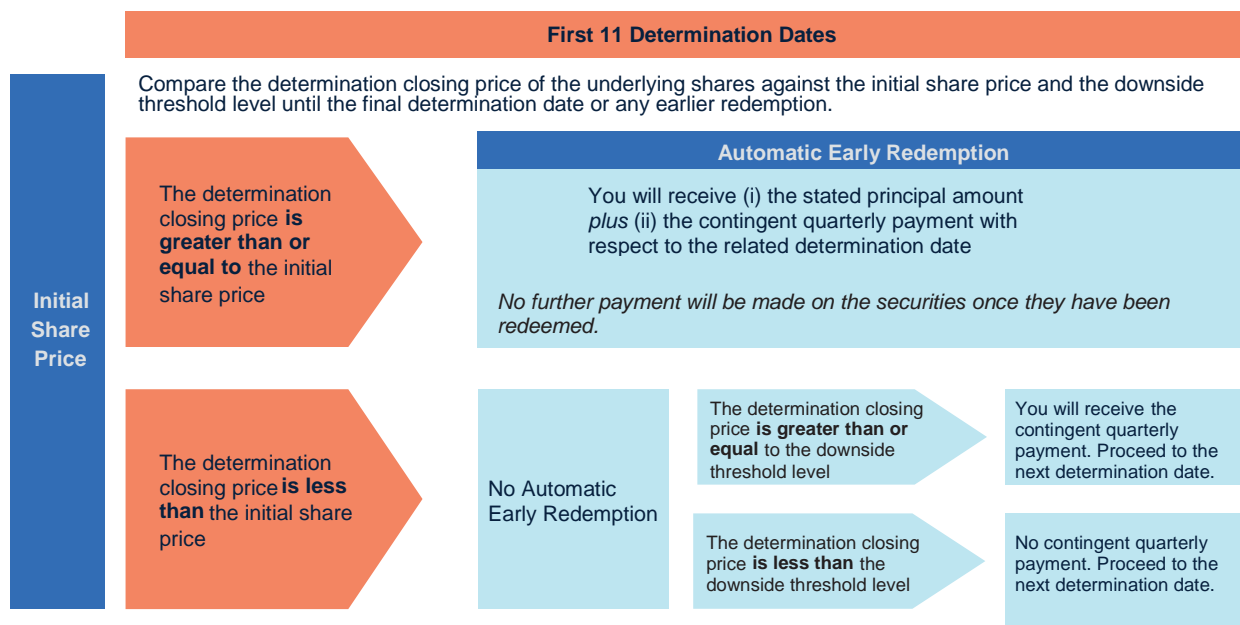 First 11 Determination Dates
Compare the determination closing price of the underlying shares against the initial share price and the downside
threshold level until the final determination date or any earlier redemption.
Initial
Share
Price
The determination
closing price is
greater than or
equal to the initial
share price
Automatic Early Redemption
You will receive (i) the stated principal amount
plus (ii) the contingent quarterly payment with
respect to the related determination date
No further payment will be made on the securities once they have been
redeemed.
The determination
closing price is less
than the initial share
price
No Automatic
Early Redemption
The determination closing
price is greater than or
equal to the downside
threshold level
You will receive the
contingent quarterly
payment. Proceed to the
next determination date.
The determination closing
price is less than the
downside threshold level
No contingent quarterly
payment. Proceed to the
next determination date.